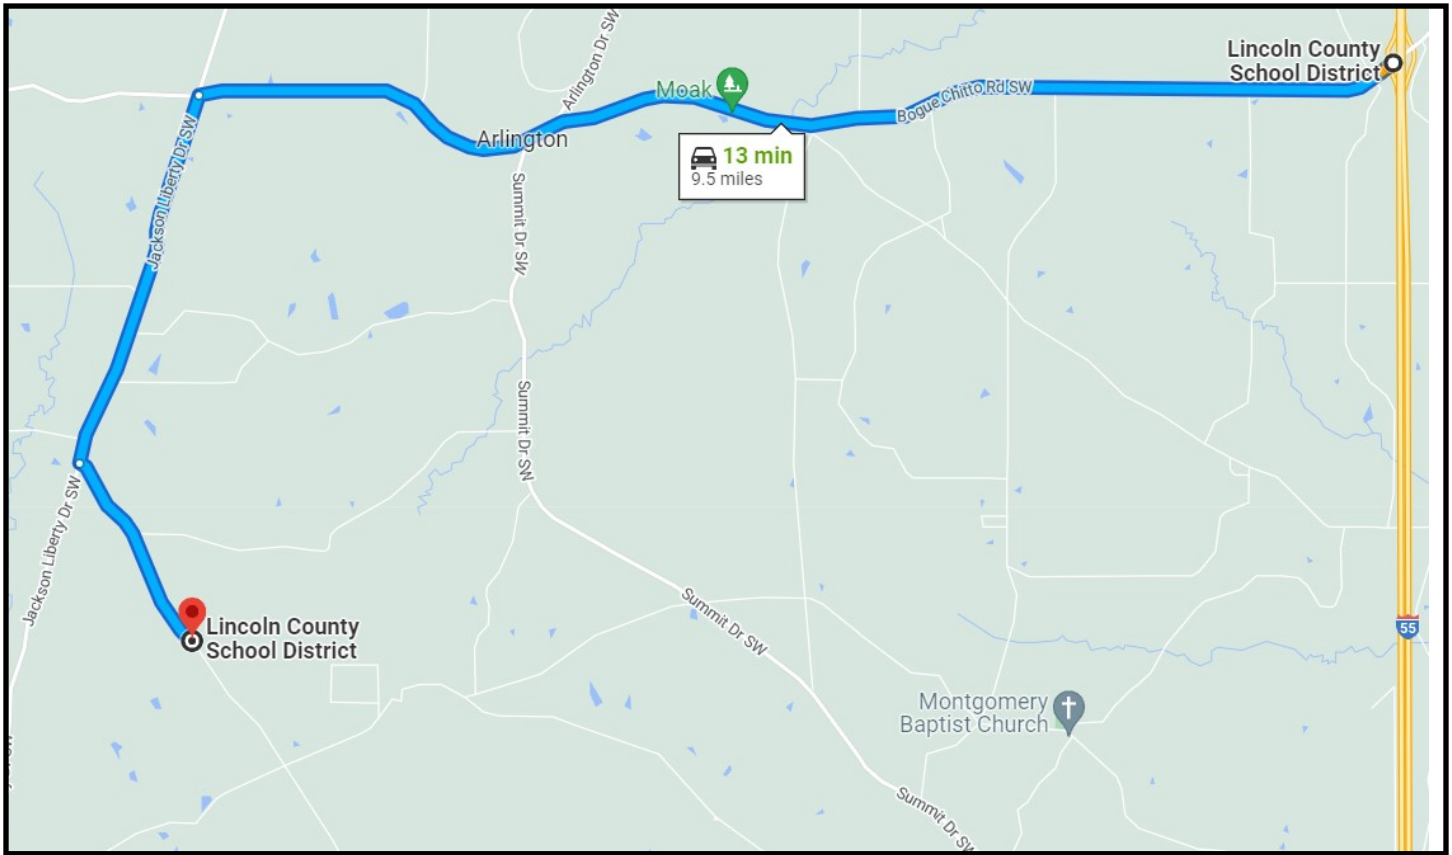 Lincoln County
School District
Arlington Dr SW
Moak
Bogue Chitto Rd SW
Arlington
Jackson Liberty Dr SW
13 min
9.5 miles
Summit Dr SW
Summit Dr SW
Jackson Liberty Dr SW
Summit Dr SW
Lincoln County
School District
55
Montgomery
Baptist Church
Summit Dr SW